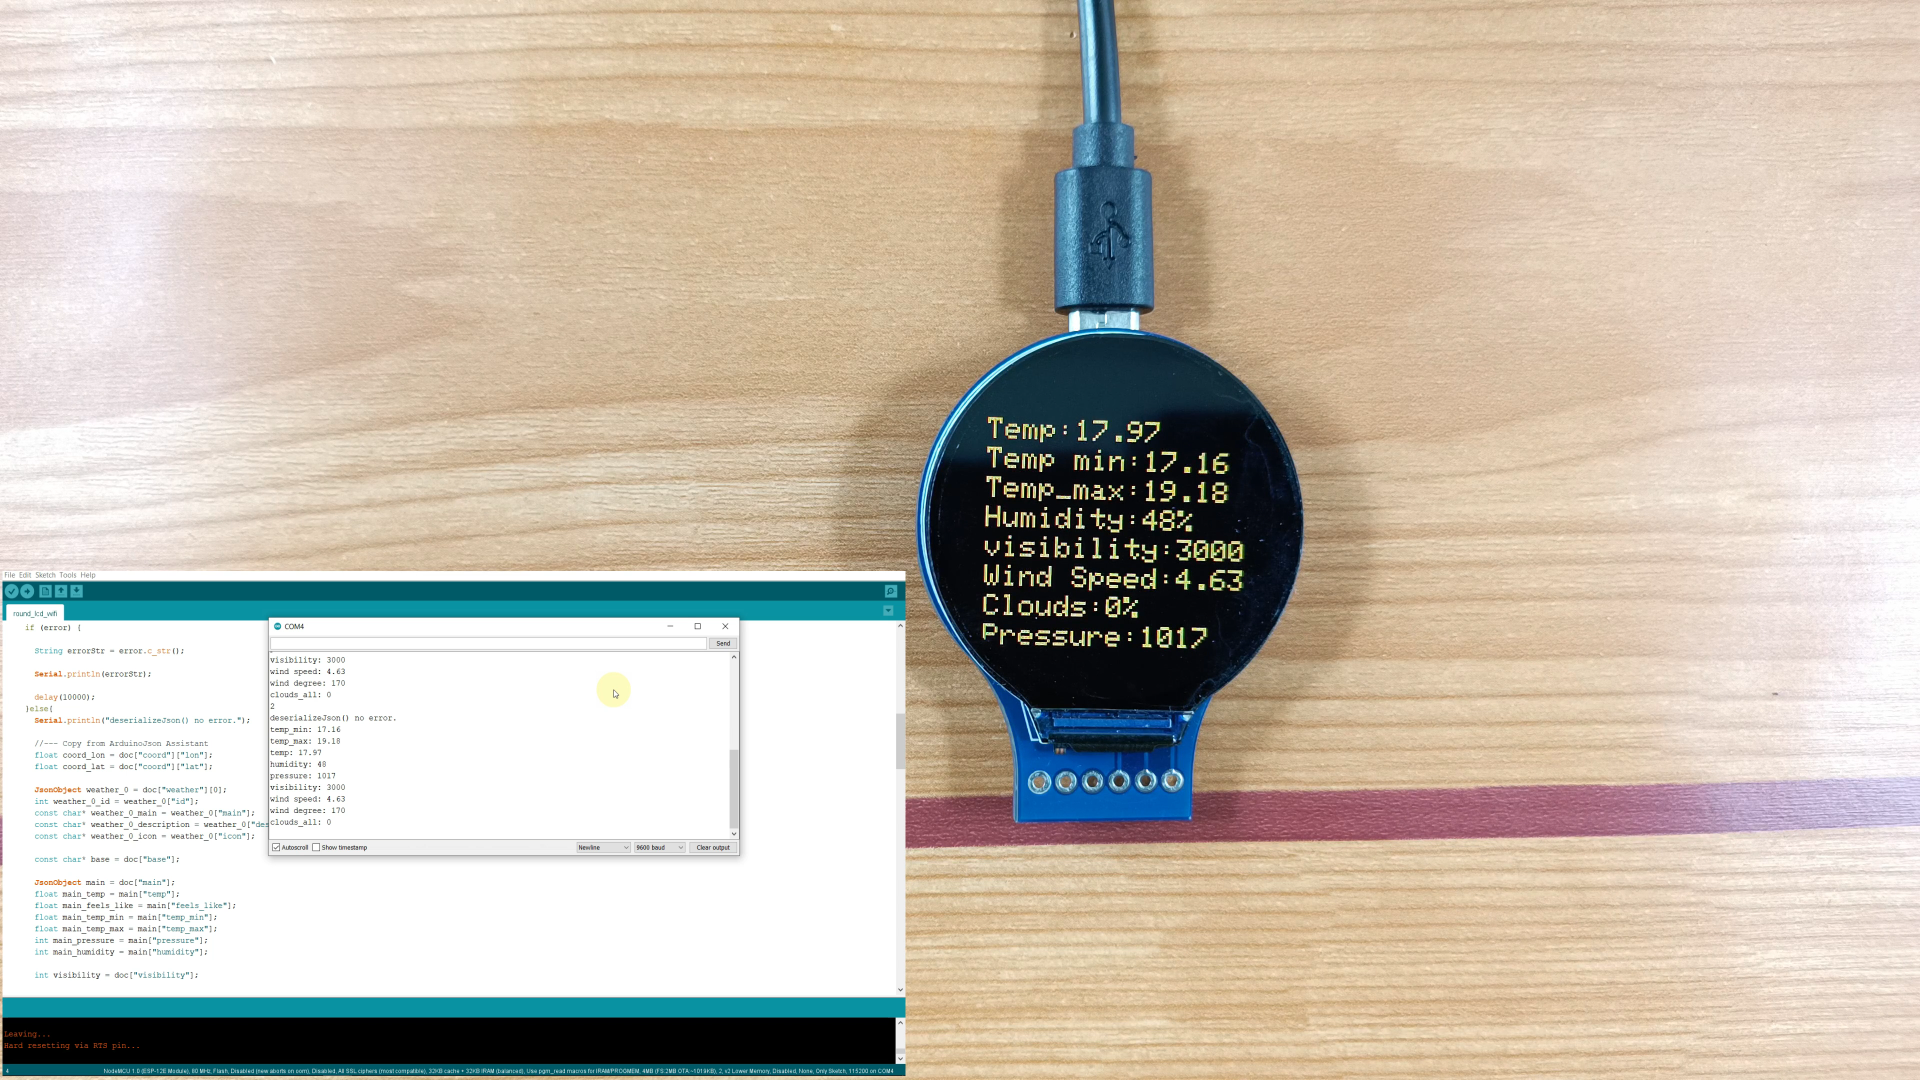 Temp:17.97
Temp min:17.16
Temp_max:19.18
Humidity:48%
visibility:3000
Wind Speed:4.63
Clouds:0%
Pressure:1017
File Edit Sketch Tools Help
round_lcd_wifi
if (error) {
String errorStr = error.c_str();
Serial.println(errorStr);
delay(10000);
}else{
Serial.println("deserializeJson() no error.");
//--- Copy from ArduinoJson Assistant
float coord_lon = doc["coord"]["lon"];
float coord_lat = doc["coord"]["lat"];
JsonObject weather_0 = doc["weather"][0];
int weather_0_id = weather_0["id"];
const char* weather_0_main = weather_0["main"];
const char* weather_0_description = weather_0["des
const char* weather_0_icon = weather_0["icon"];
const char* base = doc["base"];
JsonObject main = doc["main"];
float main_temp = main["temp"];
float main_feels_like = main["feels_like"];
float main_temp_min = main["temp_min"];
float main_temp_max = main["temp_max"];
int main_pressure = main["pressure"];
int main_humidity = main["humidity"];
int visibility = doc["visibility"];
COM4
Send
visibility: 3000
wind speed: 4.63
wind degree: 170
clouds_all: 0
2
deserializeJson() no error.
temp_min: 17.16
temp_max: 19.18
temp: 17.97
humidity: 48
pressure: 1017
visibility: 3000
wind speed: 4.63
wind degree: 170
clouds_all: 0
Autoscroll Show timestamp Newline 9600 baud Clear output
Leaving...
Hard resetting via RTS pin...
4 NodeMCU 1.0 (ESP-12E Module), 80 MHz, Flash, Disabled (new aborts on oom), Disabled, All SSL ciphers (most compatible), 32KB cache + 32KB IRAM (balanced), Use pgm_read macros for IRAM/PROGMEM, 4MB (FS:2MB OTA:~1019KB), 2, v2 Lower Memory, Disabled, None, Only Sketch, 115200 on COM4